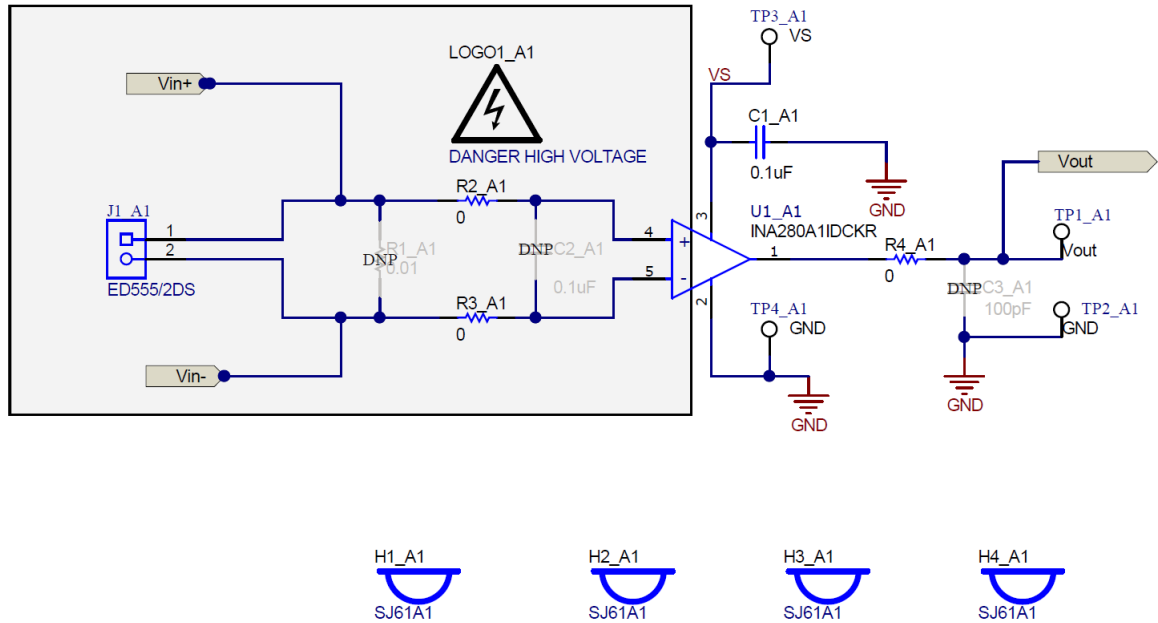 TP3_A1
VS
LOGO1_A1
VS
Vin+
C1_A1
DANGER HIGH VOLTAGE
0.1uF
Vout
R2_A1
0
GND
J1_A1
3
U1_A1
INA280A1IDCKR
TP1_A1
1
2
4
+
1
R4_A1
Vout
DNP
R1_A1
0.01
DNP
C2_A1
5
-
0
ED555/2DS
0.1uF
DNP
C3_A1
100pF
R3_A1
0
2
TP4_A1
GND
TP2_A1
GND
Vin-
GND
GND
H1_A1
H2_A1
H3_A1
H4_A1
SJ61A1
SJ61A1
SJ61A1
SJ61A1